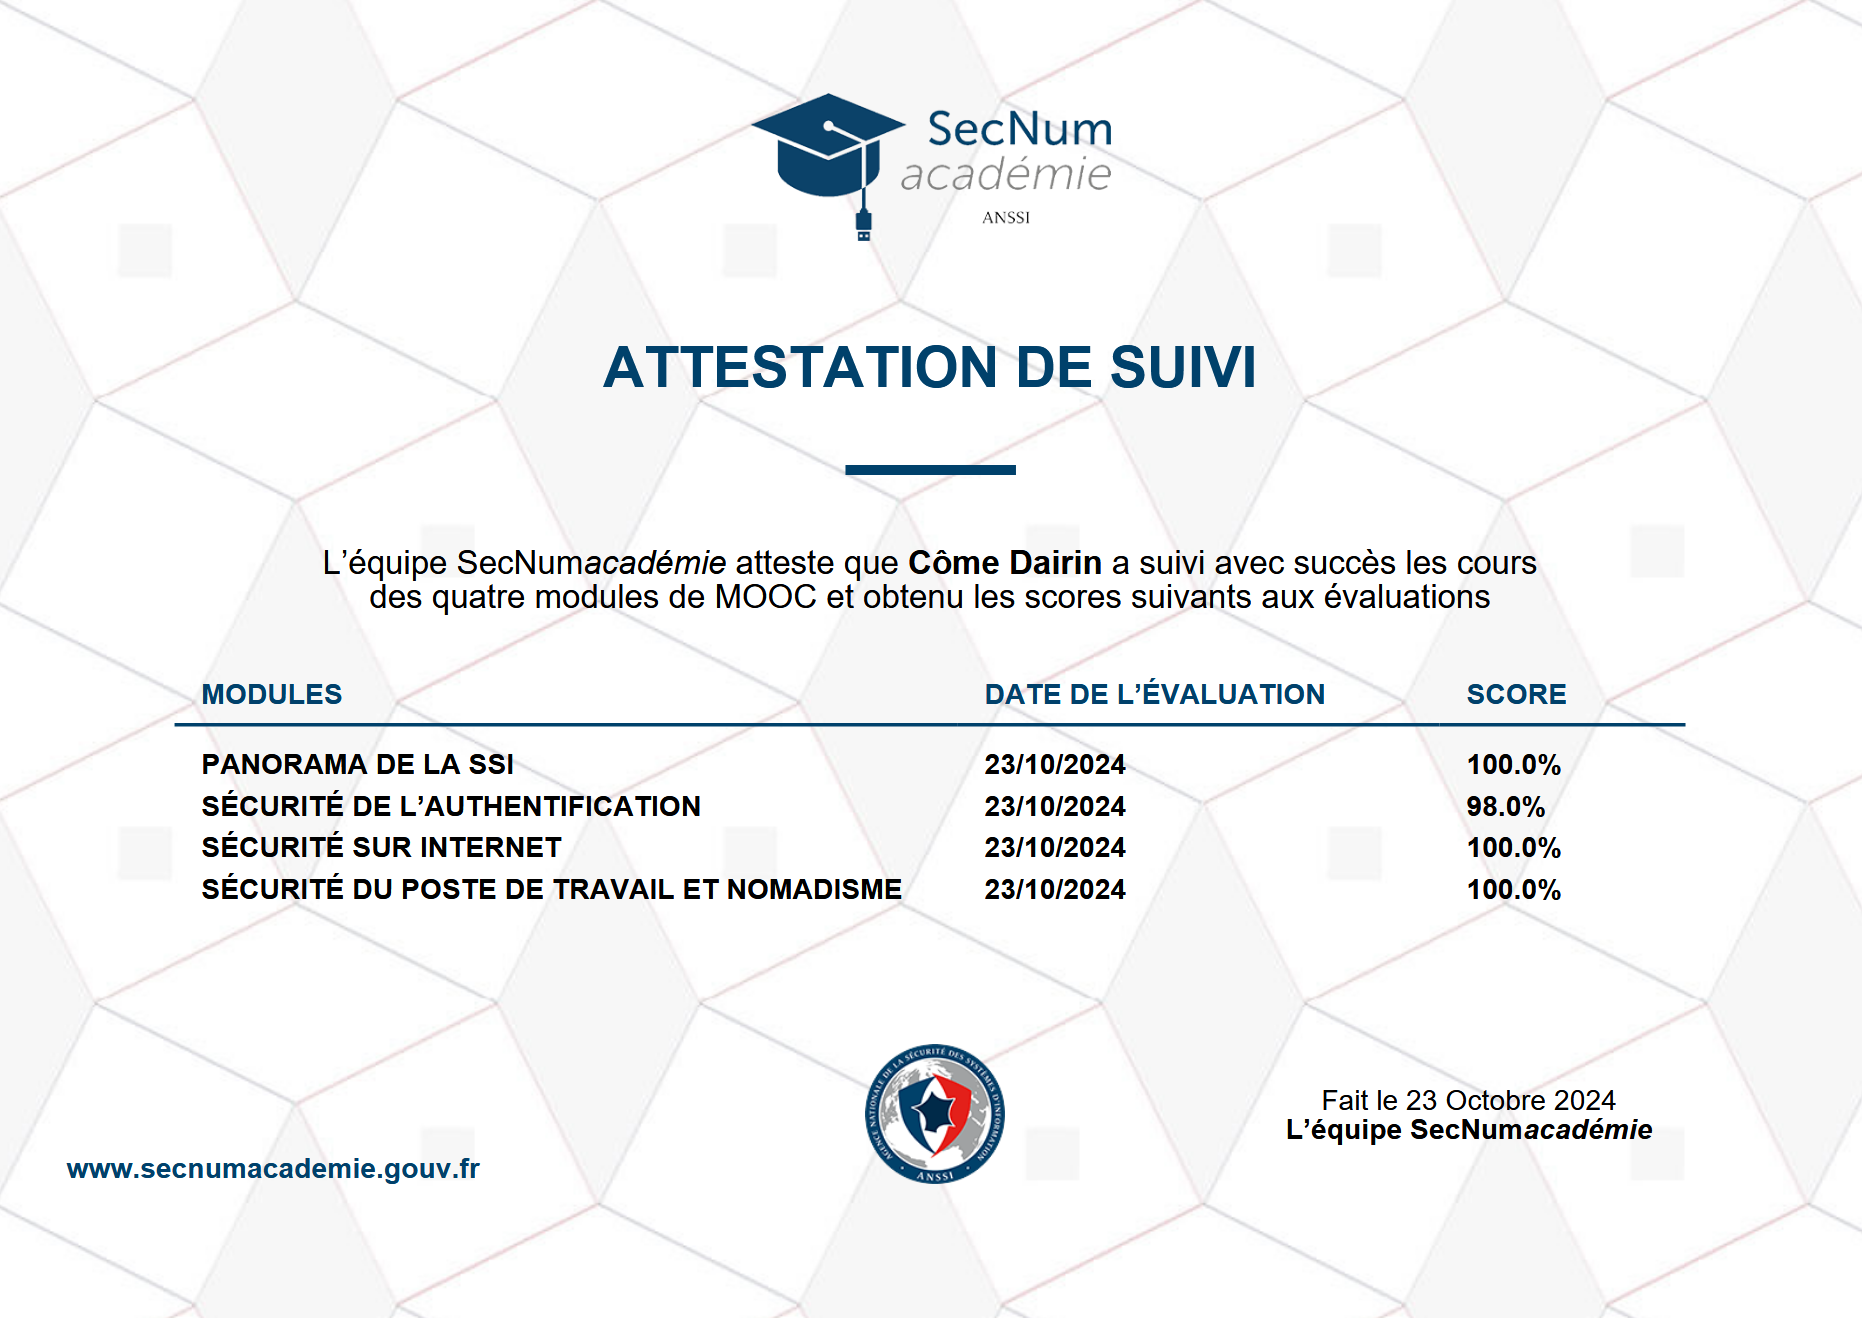 SecNum
académie
ANSSI
ATTESTATION DE SUIVI
L’équipe SecNumacadémie atteste que Côme Dairin a suivi avec succès les cours
des quatre modules de MOOC et obtenu les scores suivants aux évaluations
MODULES DATE DE L’ÉVALUATION SCORE
PANORAMA DE LA SSI 23/10/2024 100.0%
SÉCURITÉ DE L’AUTHENTIFICATION 23/10/2024 98.0%
SÉCURITÉ SUR INTERNET 23/10/2024 100.0%
SÉCURITÉ DU POSTE DE TRAVAIL ET NOMADISME 23/10/2024 100.0%
AGENCE NATIONALE DE LA SÉCURITÉ DES SYSTÈMES D'INFORMATION
ANSSI
Fait le 23 Octobre 2024
L’équipe SecNumacadémie
www.secnumacademie.gouv.fr